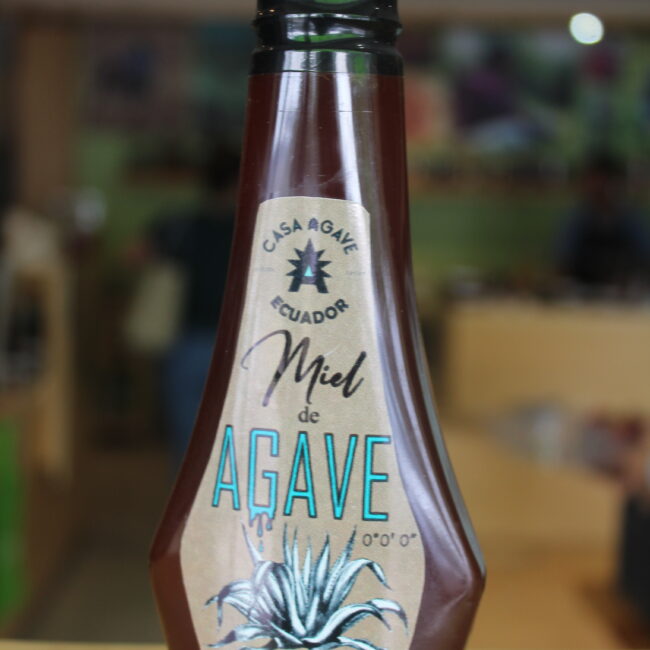 CASA AGAVE
ECUADOR
Miel
de
AGAVE
0°0' 0"